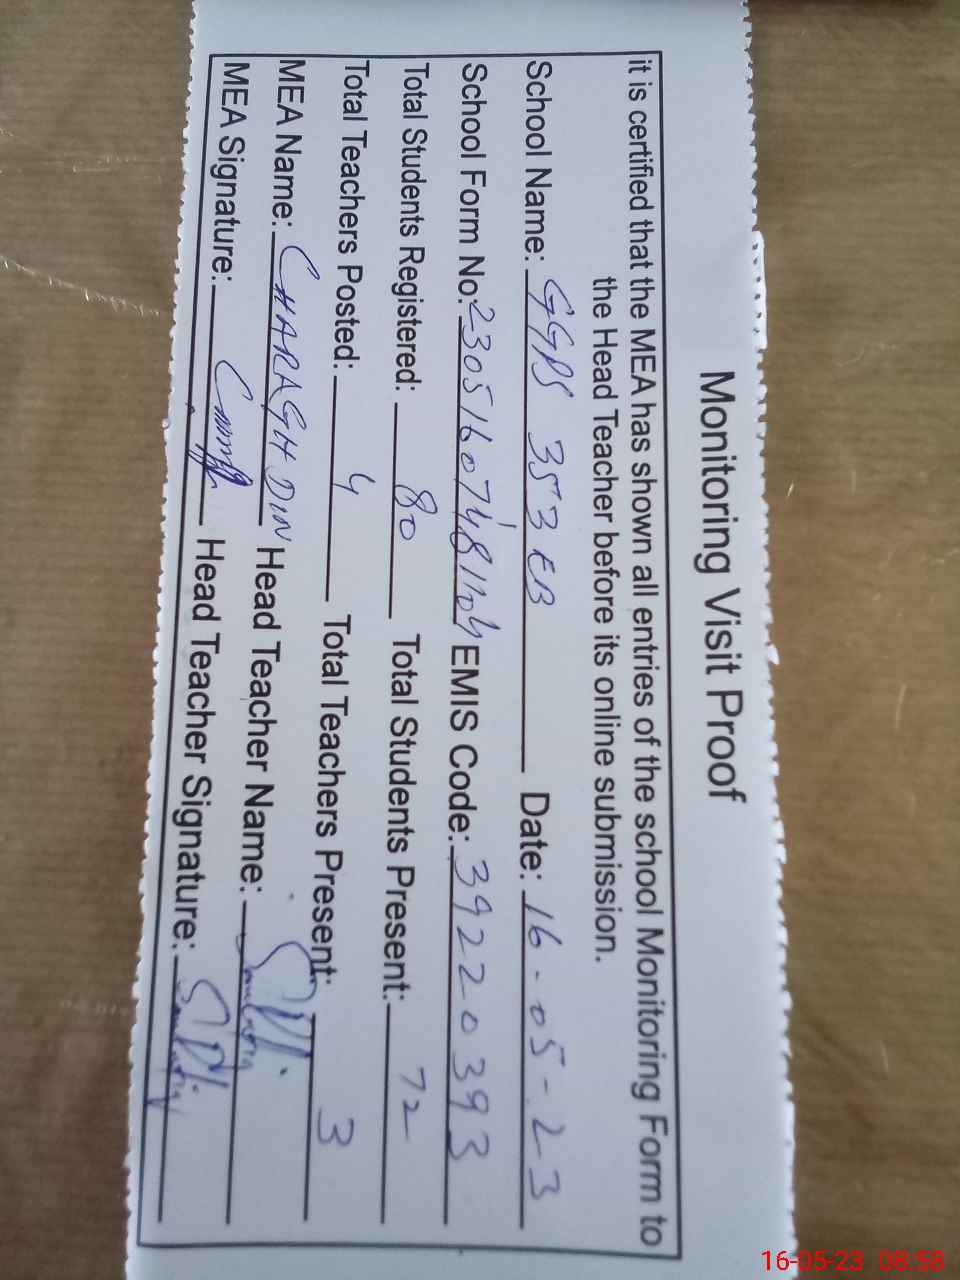 Monitoring Visit Proof
it is certified that the MEA has shown all entries of the school Monitoring Form to
the Head Teacher before its online submission.
School Name: GGPS 353 EB Date: 16-05-23
School Form No: 23051607481104 EMIS Code: 39220393
Total Students Registered: 80 Total Students Present: 72
Total Teachers Posted: 4 Total Teachers Present: 3
MEA Name: CHARAGH DIN Head Teacher Name:
MEA Signature: Head Teacher Signature:
16-05-23 08:58